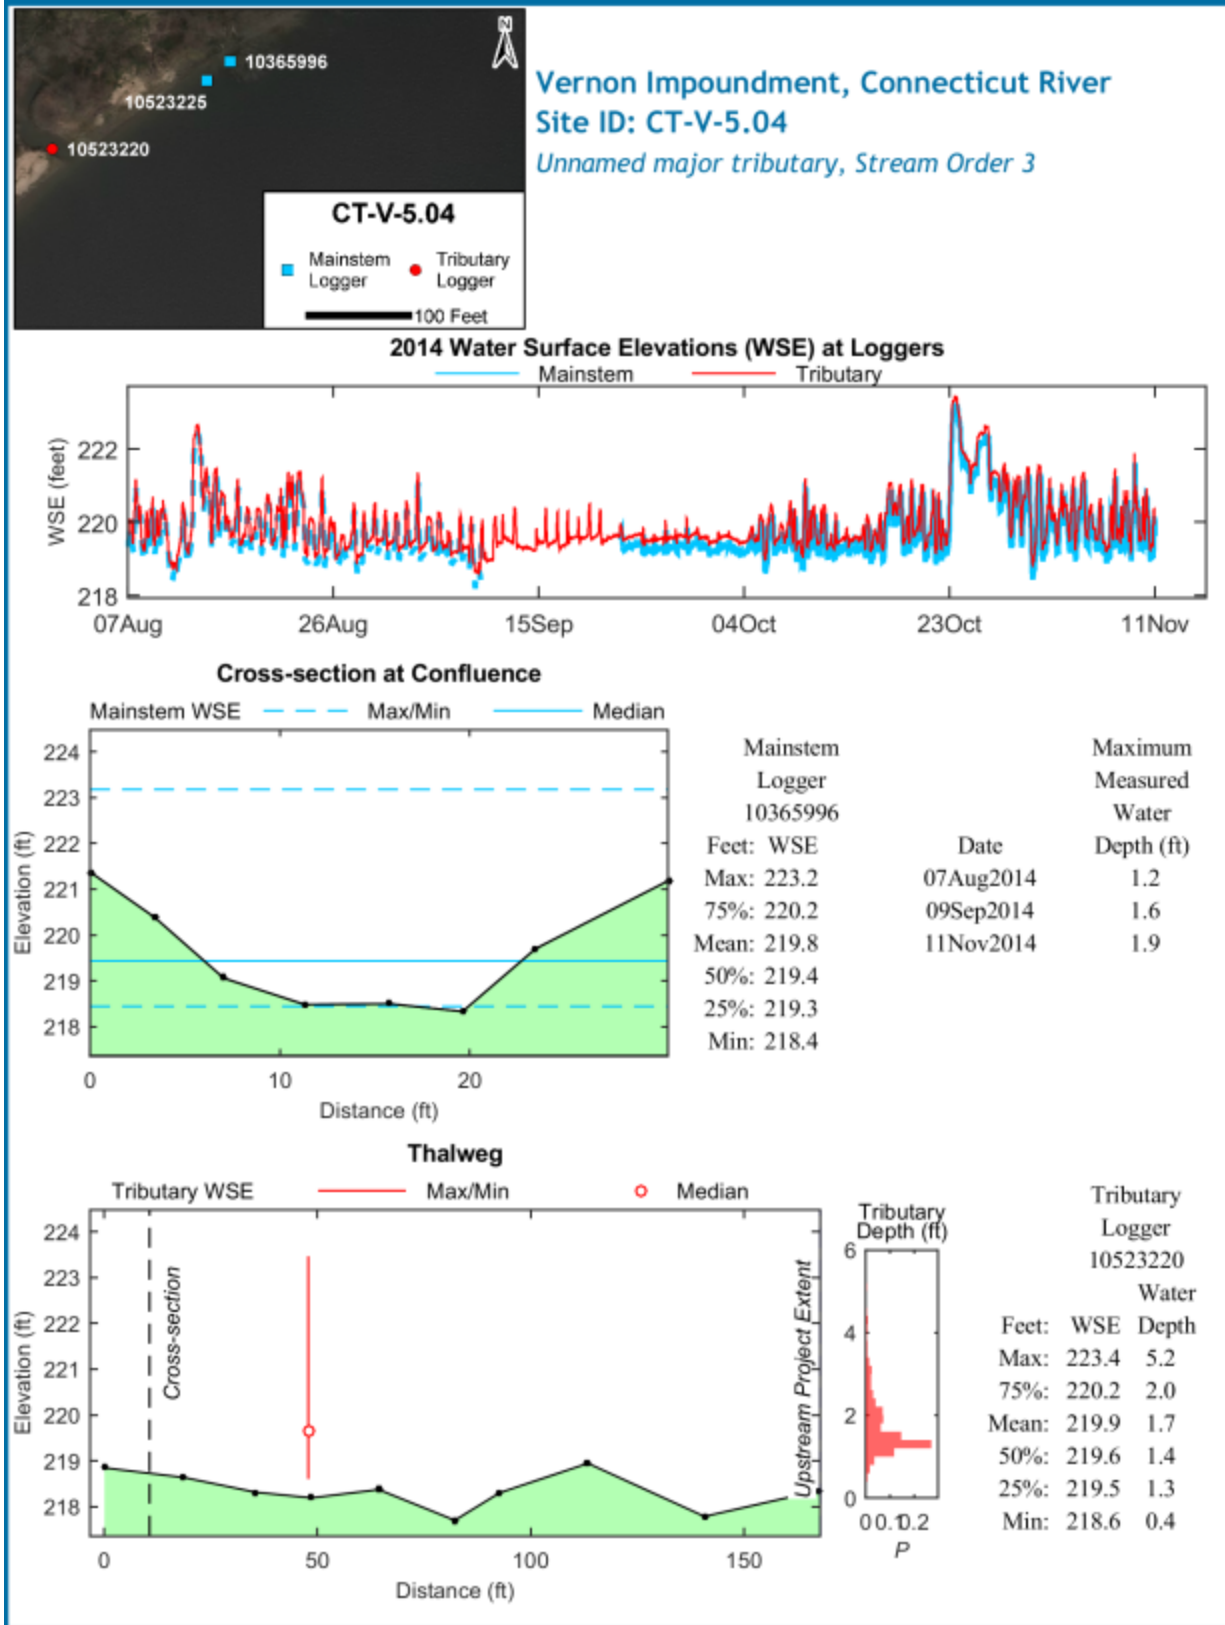 N
10365996
10523225
10523220
CT-V-5.04
Mainstem Logger
Tributary Logger
100 Feet
Vernon Impoundment, Connecticut River
Site ID: CT-V-5.04
Unnamed major tributary, Stream Order 3
2014 Water Surface Elevations (WSE) at Loggers
Mainstem Tributary
WSE (feet)
222
220
218
07Aug 26Aug 15Sep 04Oct 23Oct 11Nov
Cross-section at Confluence
Mainstem WSE Max/Min Median
Elevation (ft)
224
223
222
221
220
219
218
0 10 20
Distance (ft)
Mainstem
Logger
10365996
Feet: WSE
Max: 223.2
75%: 220.2
Mean: 219.8
50%: 219.4
25%: 219.3
Min: 218.4
Maximum
Measured
Water
Date Depth (ft)
07Aug2014 1.2
09Sep2014 1.6
11Nov2014 1.9
Thalweg
Tributary WSE Max/Min Median
Elevation (ft)
224
223
222
221
220
219
218
Cross-section
Upstream Project Extent
0 50 100 150
Distance (ft)
Tributary
Depth (ft)
6
4
2
0
0 0.1 0.2
P
Tributary
Logger
10523220
Water
Feet: WSE Depth
Max: 223.4 5.2
75%: 220.2 2.0
Mean: 219.9 1.7
50%: 219.6 1.4
25%: 219.5 1.3
Min: 218.6 0.4